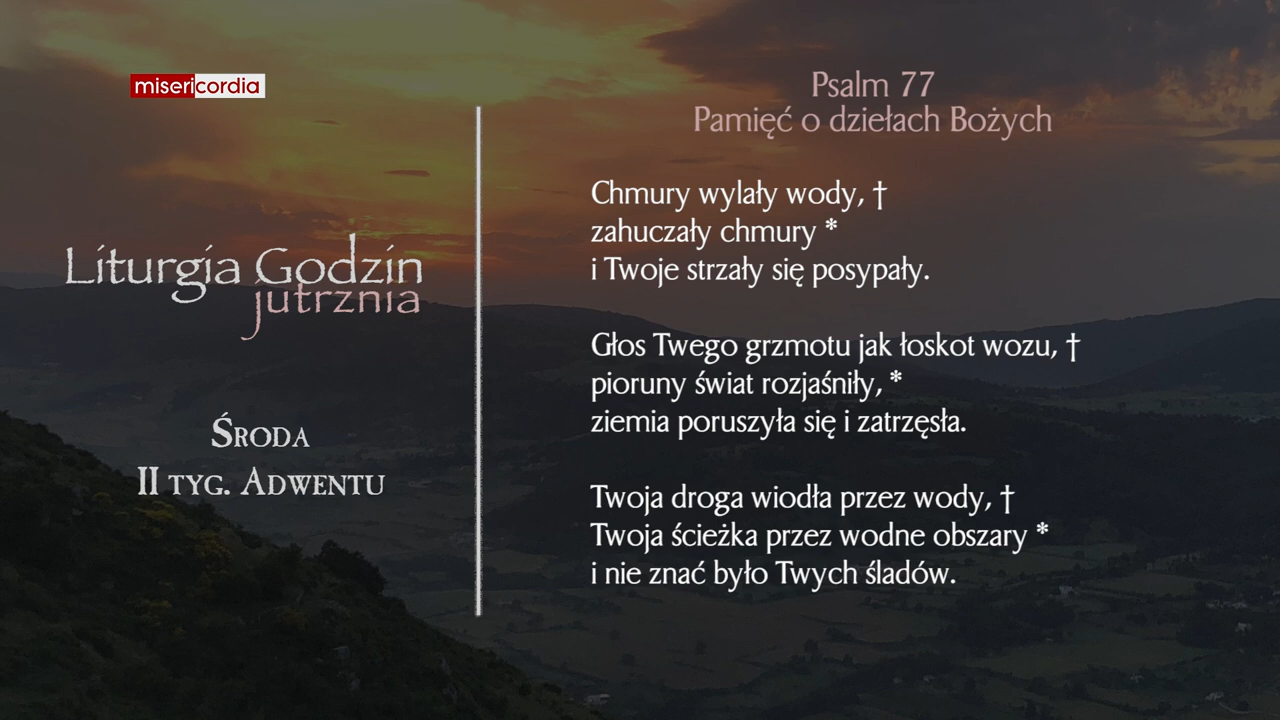 misericordia
Liturgia Godzin
jutrznia
Środa
II tyg. Adwentu
Psalm 77
Pamięć o dziełach Bożych
Chmury wylały wody, †
zahuczały chmury *
i Twoje strzały się posypały.
Głos Twego grzmotu jak łoskot wozu, †
pioruny świat rozjaśniły, *
ziemia poruszyła się i zatrzęsła.
Twoja droga wiodła przez wody, †
Twoja ścieżka przez wodne obszary *
i nie znać było Twych śladów.